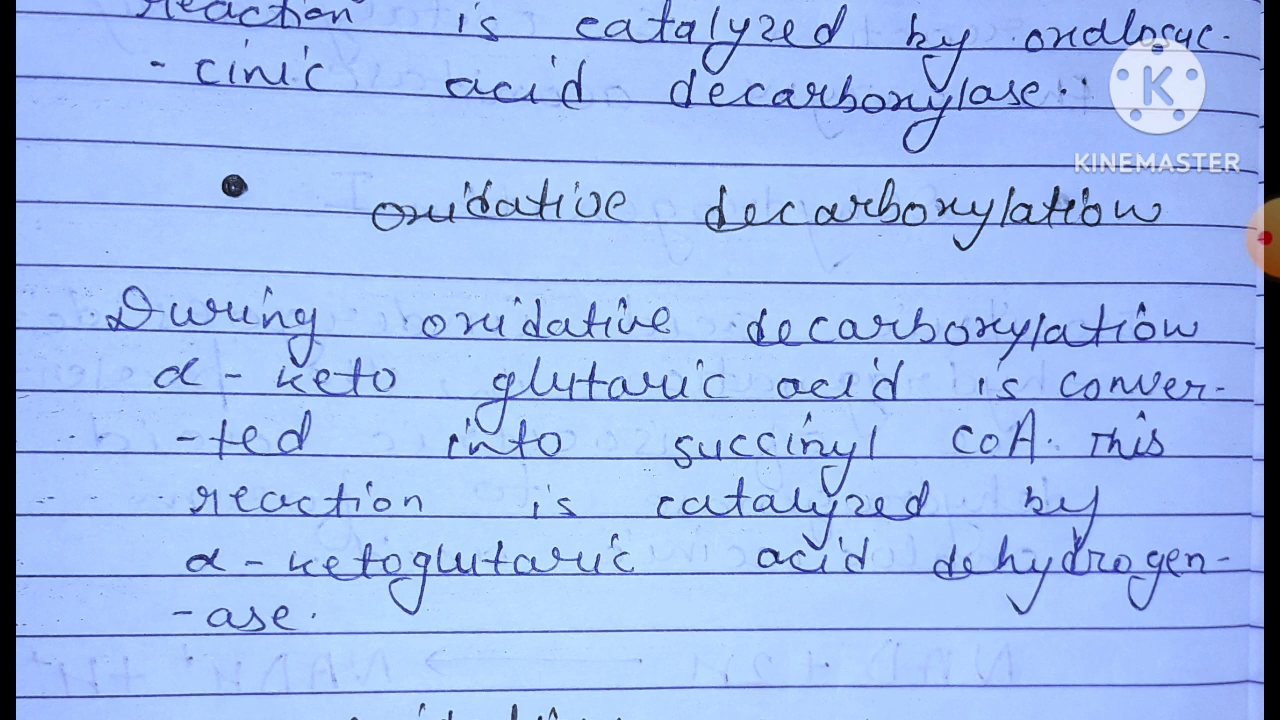 reaction is catalyzed by oxalosuc-
-cinic acid decarboxylase.
K
KINEMASTER
• oxidative decarboxylation
During oxidative decarboxylation
α-keto glutaric acid is conver-
-ted into succinyl CoA. This
reaction is catalyzed by
α-ketoglutaric acid dehydrogen-
-ase.